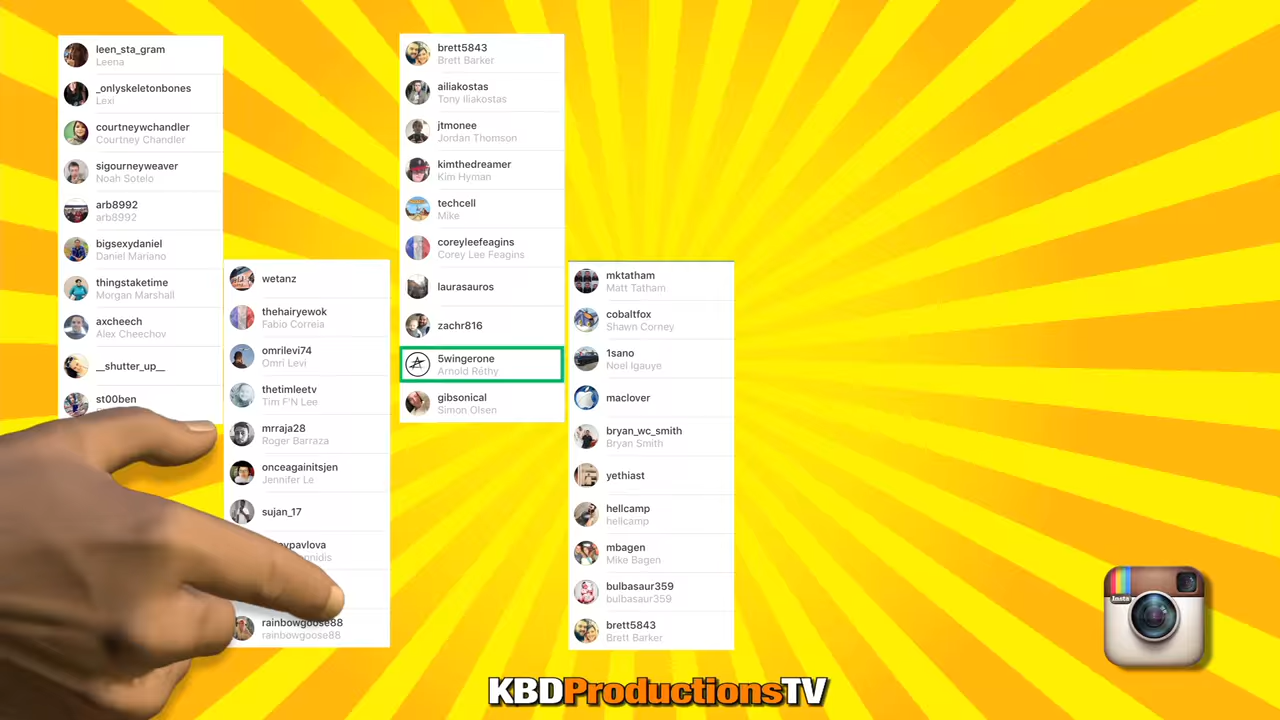 leen_sta_gram
Leena
_onlyskeletonbones
Lexi
courtneywchandler
Courtney Chandler
sigourneyweaver
Noah Sotelo
arb8992
arb8992
bigsexydaniel
Daniel Mariano
thingstaketime
Morgan Marshall
axcheech
Alex Cheechov
__shutter_up__
st00ben
wetanz
thehairyewok
Fabio Correia
omrilevi74
Omri Levi
thetimleetv
Tim F'N Lee
mrraja28
Roger Barraza
onceagainitsjen
Jennifer Le
sujan_17
rainbowgoose88
rainbowgoose88
brett5843
Brett Barker
ailiakostas
Tony Iliakostas
jtmonee
Jordan Thomson
kimthedreamer
Kim Hyman
techcell
Mike
coreyleefeagins
Corey Lee Feagins
laurasauros
zachr816
5wingerone
Arnold Réthy
gibsonical
Simon Olsen
mktatham
Matt Tatham
cobaltfox
Shawn Corney
1sano
Noel Igauye
maclover
bryan_wc_smith
Bryan Smith
yethiast
hellcamp
hellcamp
mbagen
Mike Bagen
bulbasaur359
bulbasaur359
brett5843
Brett Barker
Insta
KBDProductionsTV